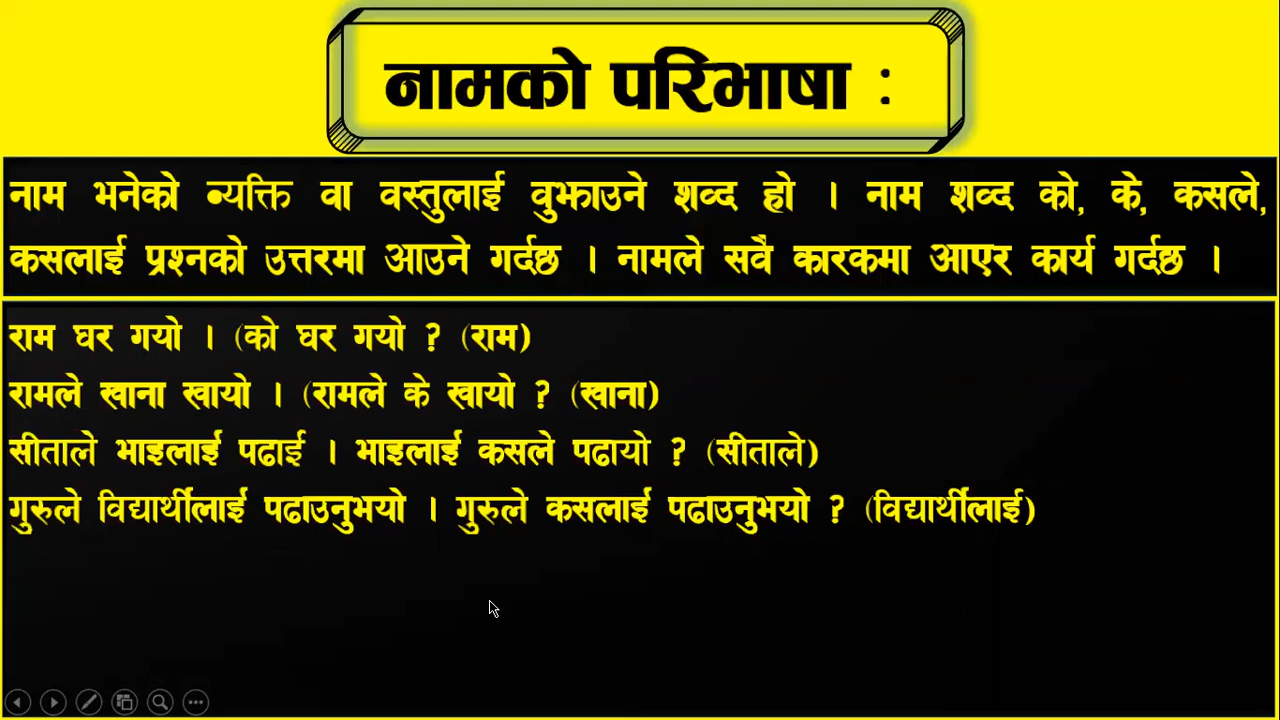 नामको परिभाषा :
नाम भनेको व्यक्ति वा वस्तुलाई वुझाउने शव्द हो । नाम शव्द को, के, कसले,
कसलाई प्रश्नको उत्तरमा आउने गर्दछ । नामले सवै कारकमा आएर कार्य गर्दछ ।
राम घर गयो । (को घर गयो ? (राम)
रामले खाना खायो । (रामले के खायो ? (खाना)
सीताले भाइलाई पढाई । भाइलाई कसले पढायो ? (सीताले)
गुरुले विद्यार्थीलाई पढाउनुभयो । गुरुले कसलाई पढाउनुभयो ? (विद्यार्थीलाई)